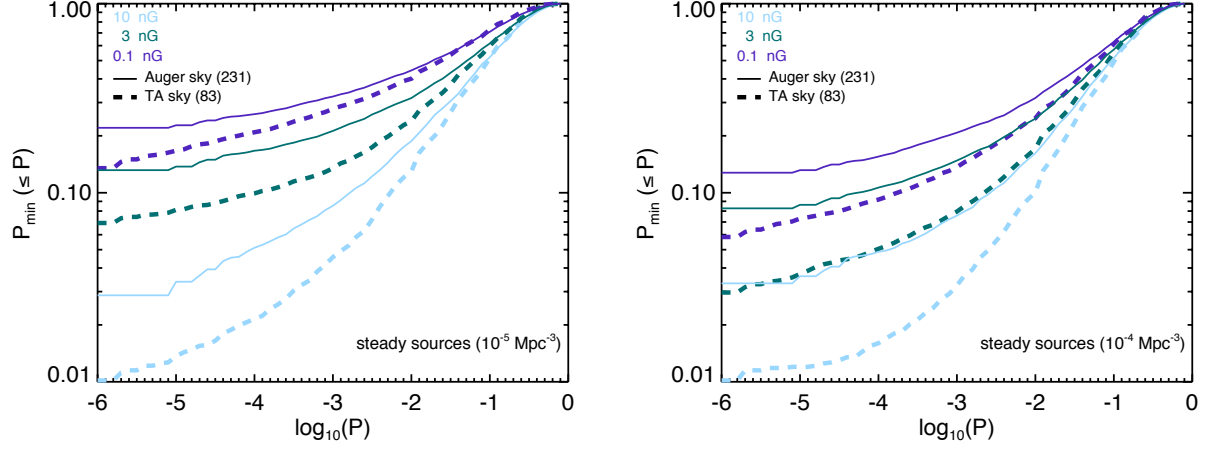 1.00
0.10
0.01
P_min (≤ P)
10 nG
3 nG
0.1 nG
Auger sky (231)
TA sky (83)
steady sources (10^-5 Mpc^-3)
-6 -5 -4 -3 -2 -1 0
log_10(P)
1.00
0.10
0.01
P_min (≤ P)
10 nG
3 nG
0.1 nG
Auger sky (231)
TA sky (83)
steady sources (10^-4 Mpc^-3)
-6 -5 -4 -3 -2 -1 0
log_10(P)